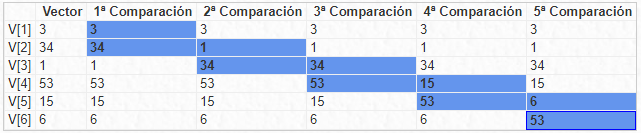 Vector 1ª Comparación 2ª Comparación 3ª Comparación 4ª Comparación 5ª Comparación
V[1] 3 3 3 3 3 3
V[2] 34 34 1 1 1 1
V[3] 1 1 34 34 34 34
V[4] 53 53 53 53 15 15
V[5] 15 15 15 15 53 6
V[6] 6 6 6 6 6 53